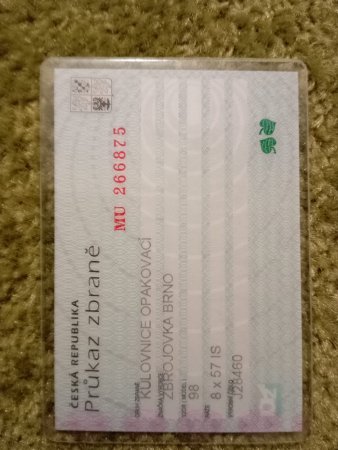 ČESKÁ REPUBLIKA
Průkaz zbraně
MU 266875
KULOVNICE OPAKOVACÍ
ZBROJOVKA BRNO
98
8 x 57 IS
J28460